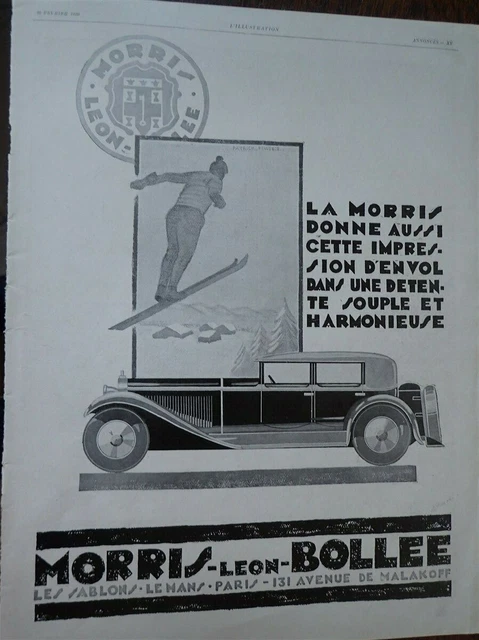 L'ILLUSTRATION
MORRIS
LEON-
LA MORRIS
DONNE AUSSI
CETTE IMPRES-
SION D'ENVOL
DANS UNE DETEN-
TE SOUPLE ET
HARMONIEUSE
MORRIS-LEON-BOLLEE
LES SABLONS·LE MANS·PARIS-131 AVENUE DE MALAKOFF